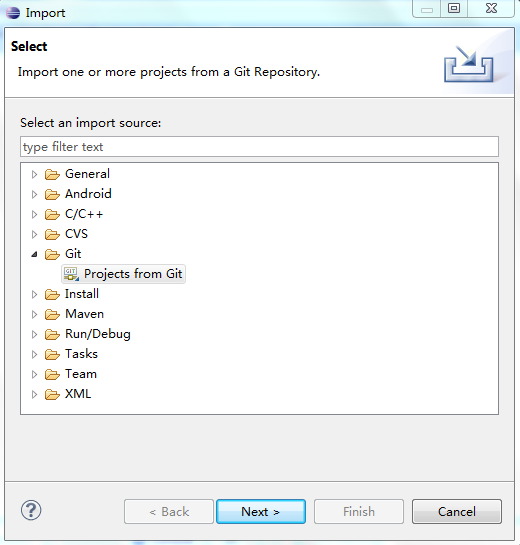 Import
Select
Import one or more projects from a Git Repository.
Select an import source:
type filter text
General
Android
C/C++
CVS
Git
GIT Projects from Git
Install
Maven
Run/Debug
Tasks
Team
XML
? < Back Next > Finish Cancel